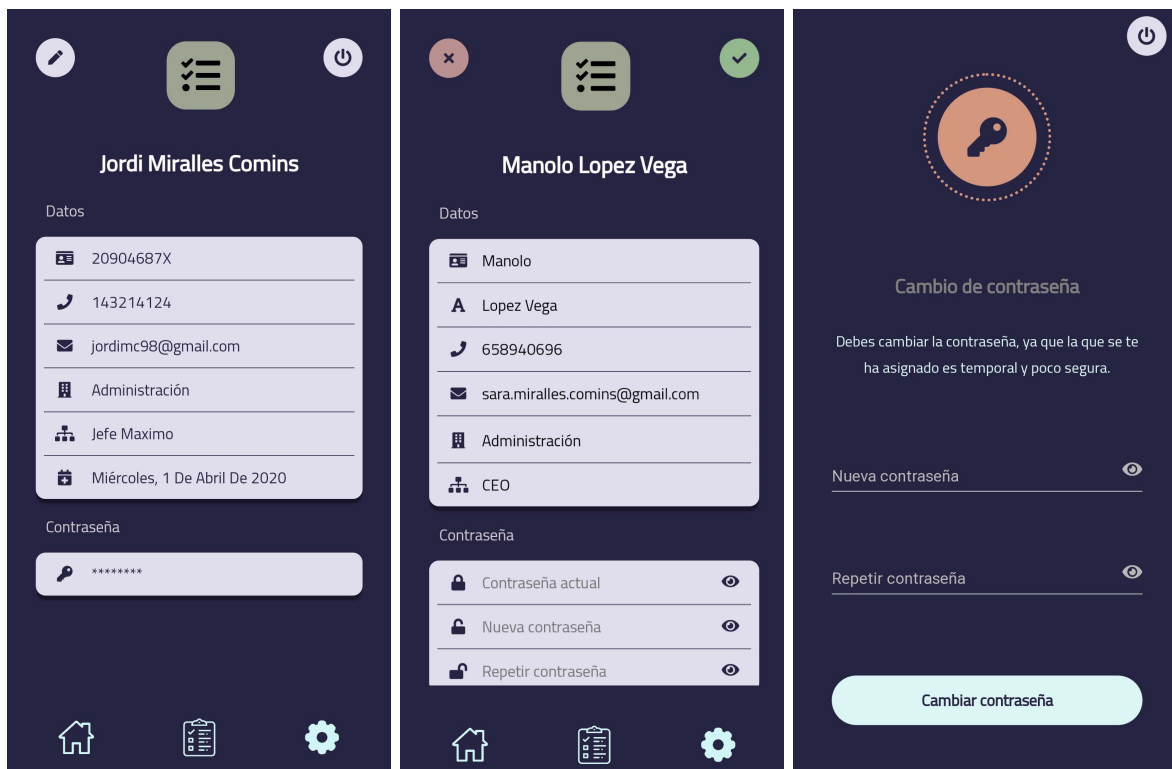 Jordi Miralles Comins
Datos
20904687X
143214124
jordimc98@gmail.com
Administración
Jefe Maximo
Miércoles, 1 De Abril De 2020
Contraseña
********
Manolo Lopez Vega
Datos
Manolo
A Lopez Vega
658940696
sara.miralles.comins@gmail.com
Administración
CEO
Contraseña
Contraseña actual
Nueva contraseña
Repetir contraseña
Cambio de contraseña
Debes cambiar la contraseña, ya que la que se te
ha asignado es temporal y poco segura.
Nueva contraseña
Repetir contraseña
Cambiar contraseña